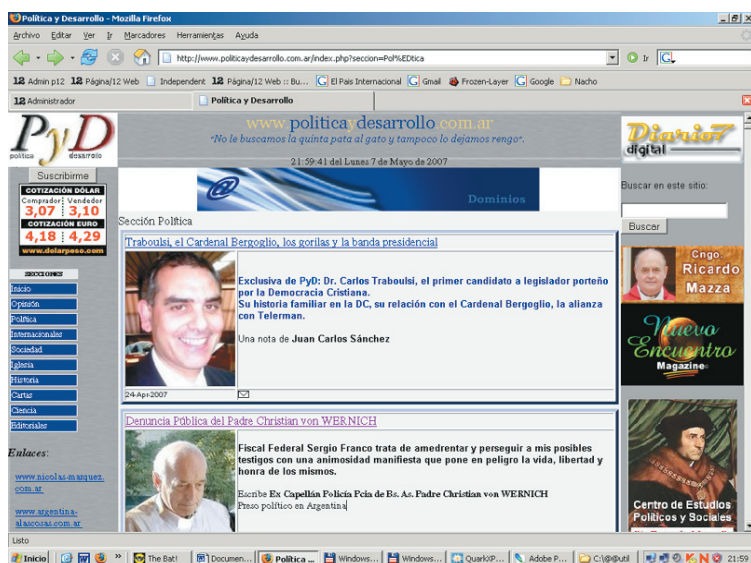 Política y Desarrollo - Mozilla Firefox
Archivo Editar Ver Ir Marcadores Herramientas Ayuda
http://www.politicaydesarrollo.com.ar/index.php?seccion=Pol%EDtica
Ir
12 Admin p12 12 Página/12 Web Independent 12 Página/12 Web :: Bu... El Pais Internacional Gmail Frozen-Layer Google Nacho
12 Administrador Política y Desarrollo
PyD
política desarrollo
www.politicaydesarrollo.com.ar
"No le buscamos la quinta pata al gato y tampoco lo dejamos rengo".
21:59:41 del Lunes 7 de Mayo de 2007
Diario7
digital
Suscribirme
COTIZACIÓN DÓLAR
Comprador Vendedor
3,07 3,10
COTIZACIÓN EURO
4,18 4,29
www.dolarpeso.com
SECCIONES
Inicio
Opinión
Política
Internacionales
Sociedad
Iglesia
Historia
Cartas
Ciencia
Editoriales
Enlaces:
www.nicolas-marquez.
com.ar
www.argentina-
alascosas.com.ar
@ Dominios
Sección Política
Traboulsi, el Cardenal Bergoglio, los gorilas y la banda presidencial
Exclusiva de PyD: Dr. Carlos Traboulsi, el primer candidato a legislador porteño
por la Democracia Cristiana.
Su historia familiar en la DC, su relación con el Cardenal Bergoglio, la alianza
con Telerman.
Una nota de Juan Carlos Sánchez
24-Apr-2007
Denuncia Pública del Padre Christian von WERNICH
Fiscal Federal Sergio Franco trata de amedrentar y perseguir a mis posibles
testigos con una animosidad manifiesta que pone en peligro la vida, libertad y
honra de los mismos.
Escribe Ex Capellán Policía Pcia de Bs. As. Padre Christian von WERNICH
Preso político en Argentina
Buscar en este sitio:
Buscar
Cngo.
Ricardo
Mazza
Nuevo
Encuentro
Magazine
Centro de Estudios
Políticos y Sociales
Listo
Inicio » The Bat! Documen... Política ... Windows... Windows... QuarkXP... Adobe P... C:\@@util 21:59